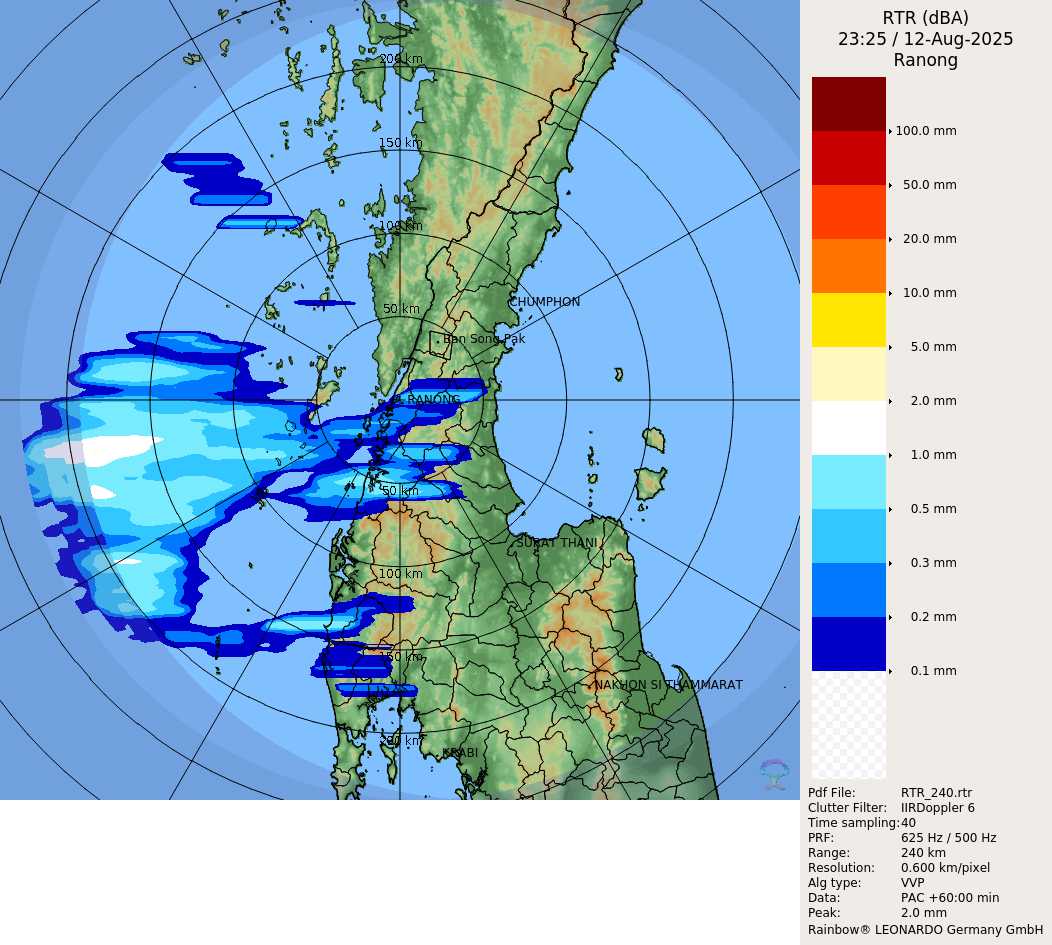 200 km
150 km
100 km
50 km
CHUMPHON
Ban Song Pak
RANONG
50 km
SURAT THANI
100 km
150 km
NAKHON SI THAMMARAT
200 km
KRABI
RTR (dBA)
23:25 / 12-Aug-2025
Ranong
100.0 mm
50.0 mm
20.0 mm
10.0 mm
5.0 mm
2.0 mm
1.0 mm
0.5 mm
0.3 mm
0.2 mm
0.1 mm
Pdf File: RTR_240.rtr
Clutter Filter: IIRDoppler 6
Time sampling:40
PRF: 625 Hz / 500 Hz
Range: 240 km
Resolution: 0.600 km/pixel
Alg type: VVP
Data: PAC +60:00 min
Peak: 2.0 mm
Rainbow® LEONARDO Germany GmbH